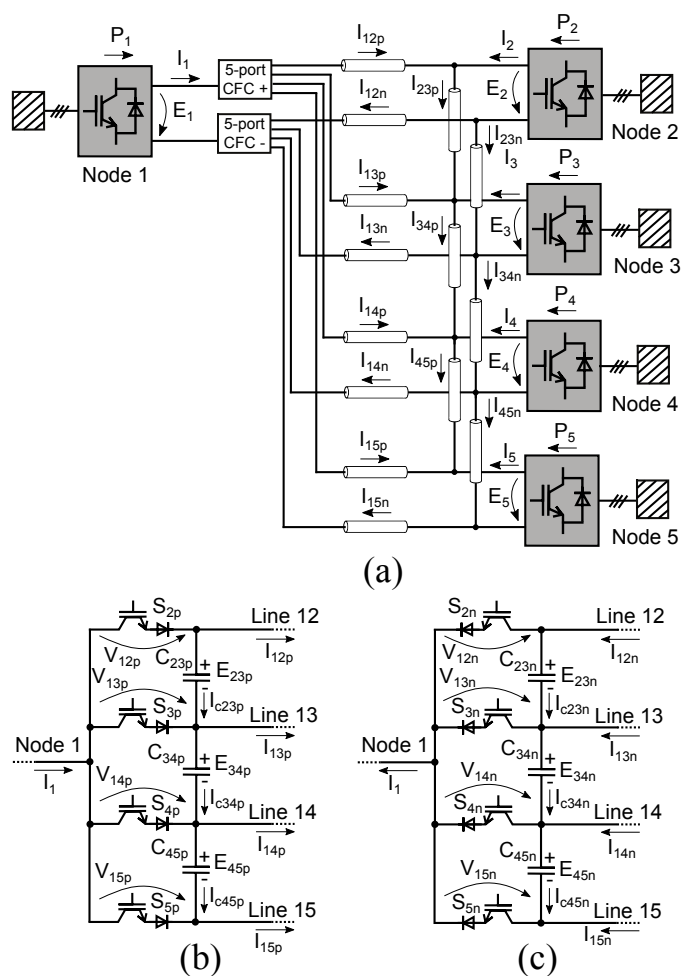 P1
I1
E1
Node 1
5-port
CFC +
5-port
CFC -
I12p
I12n
I23p
I2
P2
E2
Node 2
I23n
I3
P3
I13p
I13n
I34p
E3
Node 3
I34n
P4
I14p
I4
I45p
E4
I14n
Node 4
I45n
P5
I15p
I5
E5
I15n
Node 5
(a)
S2p
Line 12
V12p
C23p
+
E23p
-
I12p
V13p
S3p
Ic23p
Line 13
Node 1
I1
C34p
+
E34p
-
I13p
V14p
S4p
Ic34p
Line 14
C45p
+
E45p
-
I14p
V15p
S5p
Ic45p
Line 15
I15p
(b)
S2n
Line 12
V12n
C23n
+
E23n
-
I12n
V13n
S3n
Ic23n
Line 13
Node 1
I1
C34n
+
E34n
-
I13n
V14n
S4n
Ic34n
Line 14
C45n
+
E45n
-
I14n
V15n
S5n
Ic45n
Line 15
I15n
(c)